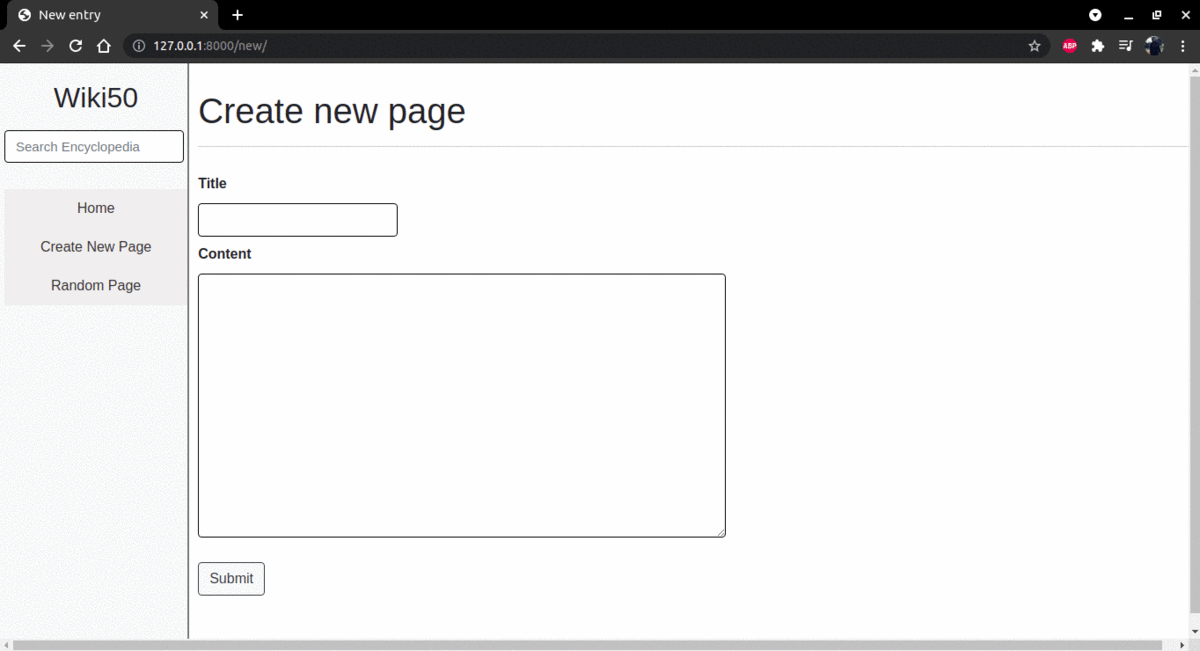 New entry
127.0.0.1:8000/new/
ABP
Wiki50
Search Encyclopedia
Home
Create New Page
Random Page
Create new page
Title
Content
Submit